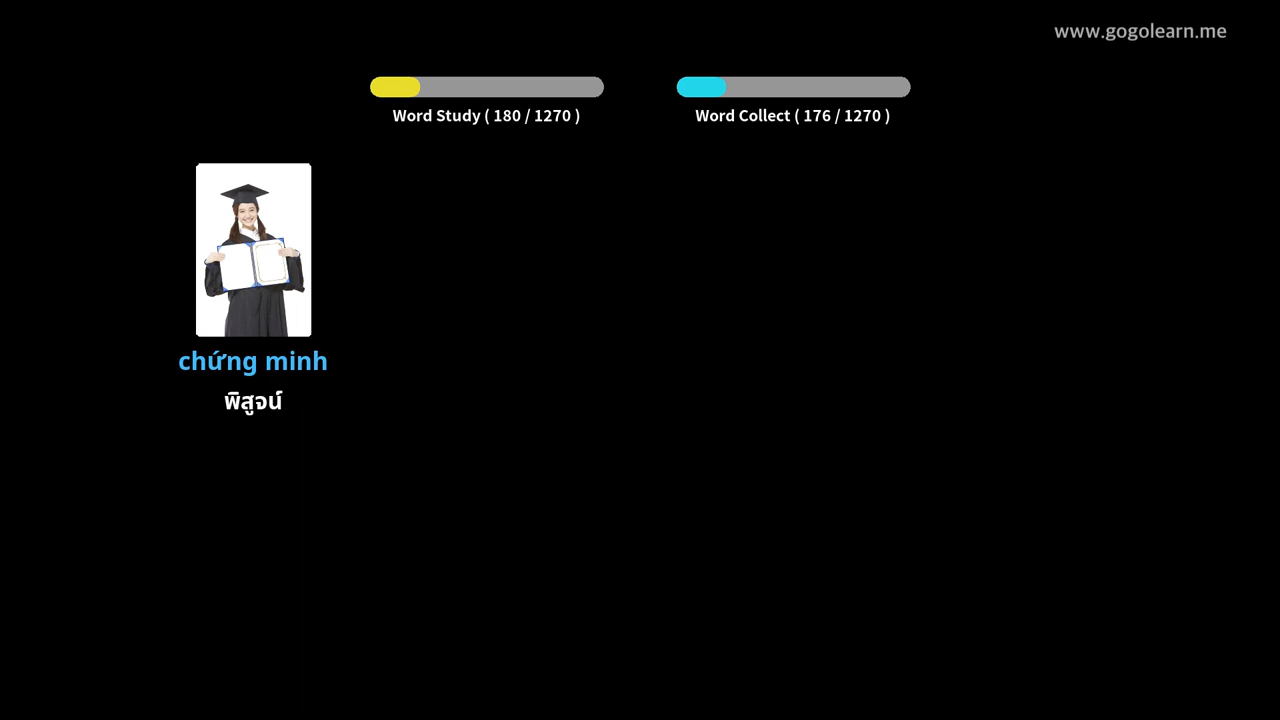 www.gogolearn.me
Word Study ( 180 / 1270 )
Word Collect ( 176 / 1270 )
chứng minh
พิสูจน์